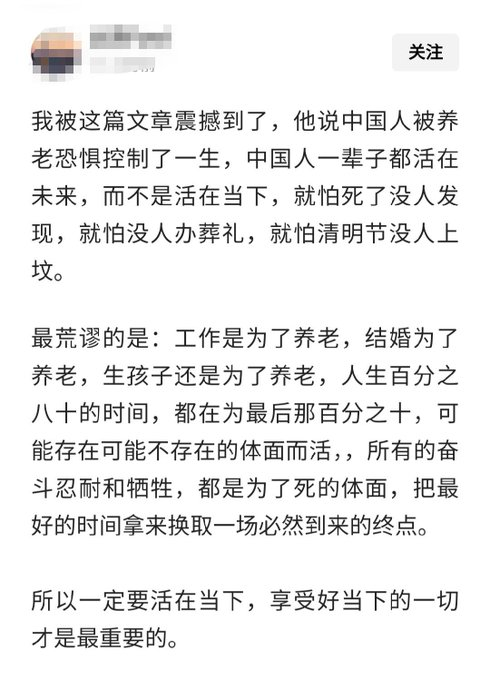 关注
我被这篇文章震撼到了，他说中国人被养
老恐惧控制了一生，中国人一辈子都活在
未来，而不是活在当下，就怕死了没人发
现，就怕没人办葬礼，就怕清明节没人上
坟。
最荒谬的是：工作是为了养老，结婚为了
养老，生孩子还是为了养老，人生百分之
八十的时间，都在为最后那百分之十，可
能存在可能不存在的体面而活，，所有的奋
斗忍耐和牺牲，都是为了死的体面，把最
好的时间拿来换取一场必然到来的终点。
所以一定要活在当下，享受好当下的一切
才是最重要的。